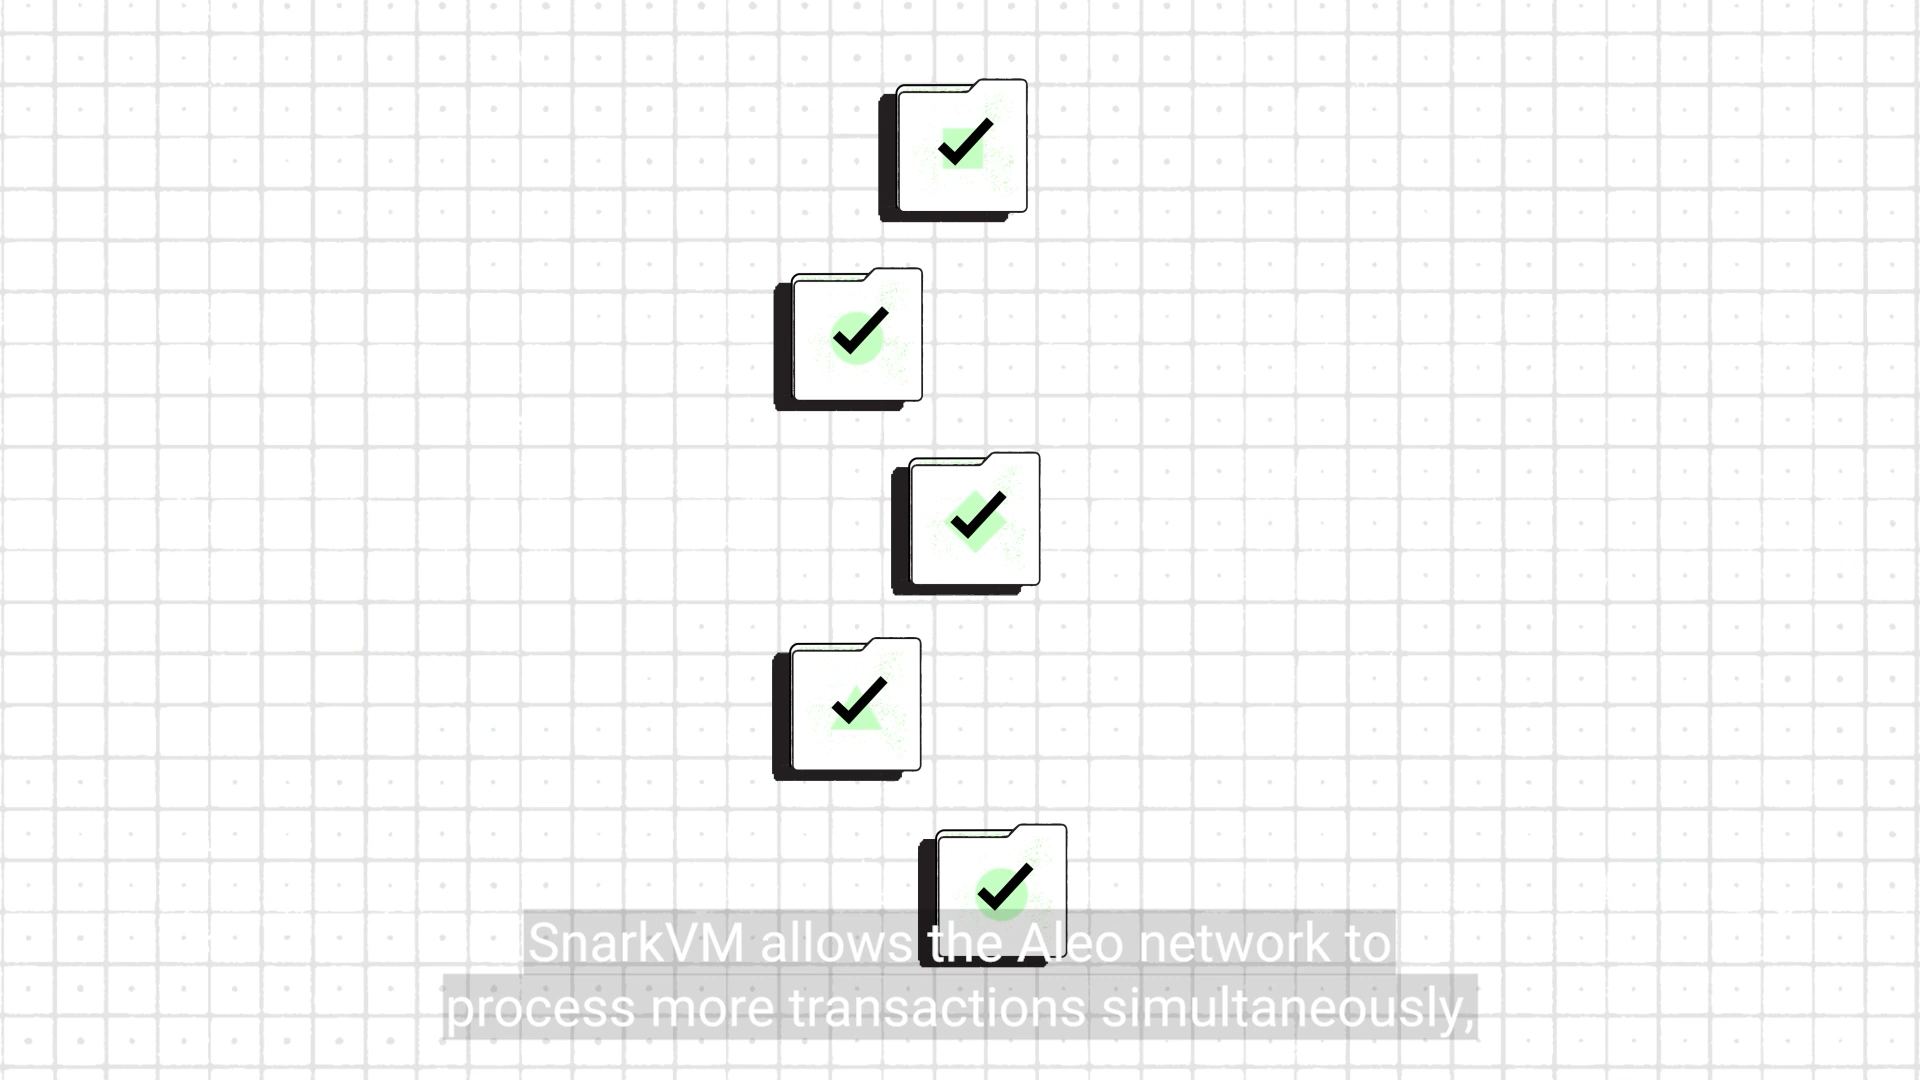 SnarkVM allows the Aleo network to
process more transactions simultaneously,